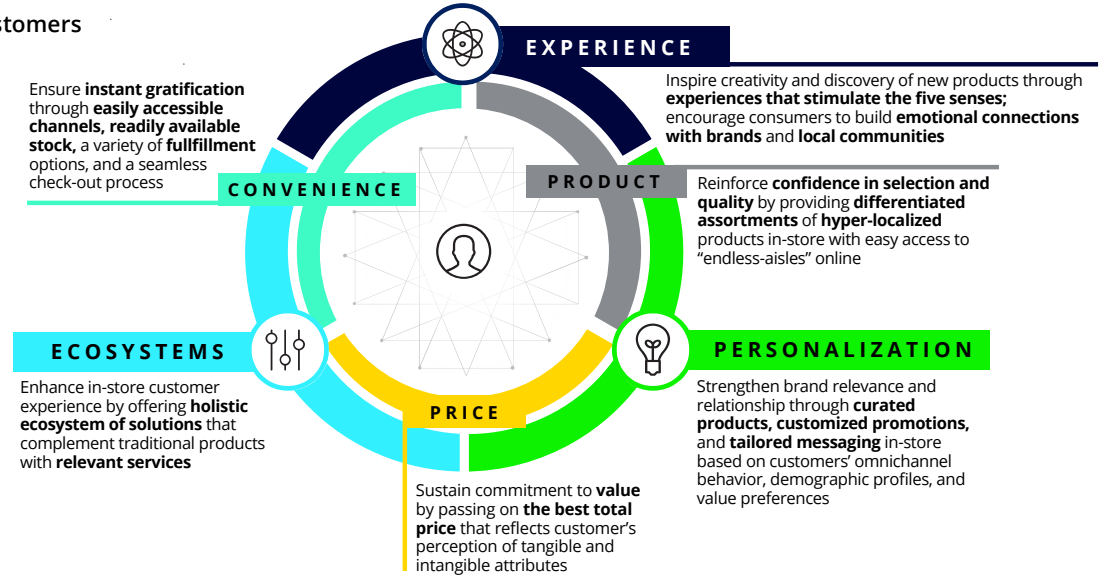 stomers
EXPERIENCE
Inspire creativity and discovery of new products through
experiences that stimulate the five senses;
encourage consumers to build emotional connections
with brands and local communities
Ensure instant gratification
through easily accessible
channels, readily available
stock, a variety of fullfillment
options, and a seamless
check-out process
CONVENIENCE
PRODUCT
Reinforce confidence in selection and
quality by providing differentiated
assortments of hyper-localized
products in-store with easy access to
“endless-aisles” online
ECOSYSTEMS
Enhance in-store customer
experience by offering holistic
ecosystem of solutions that
complement traditional products
with relevant services
PERSONALIZATION
Strengthen brand relevance and
relationship through curated
products, customized promotions,
and tailored messaging in-store
based on customers’ omnichannel
behavior, demographic profiles, and
value preferences
PRICE
Sustain commitment to value
by passing on the best total
price that reflects customer’s
perception of tangible and
intangible attributes